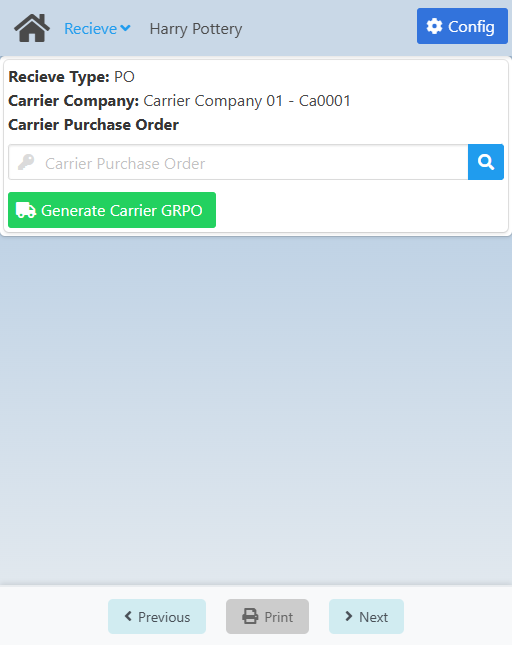 Recieve Harry Pottery Config
Recieve Type: PO
Carrier Company: Carrier Company 01 - Ca0001
Carrier Purchase Order
Carrier Purchase Order
Generate Carrier GRPO
Previous Print Next